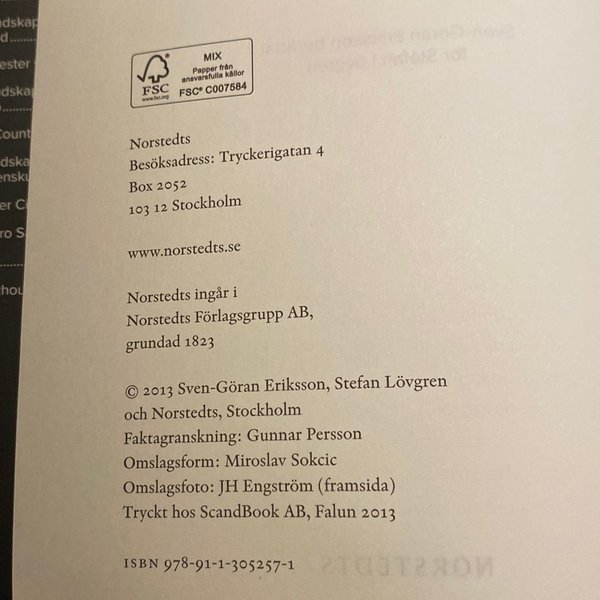 MIX
Papper från
ansvarsfulla källor
FSC® C007584
FSC
www.fsc.org
Norstedts
Besöksadress: Tryckerigatan 4
Box 2052
103 12 Stockholm
www.norstedts.se
Norstedts ingår i
Norstedts Förlagsgrupp AB,
grundad 1823
© 2013 Sven-Göran Eriksson, Stefan Lövgren
och Norstedts, Stockholm
Faktagranskning: Gunnar Persson
Omslagsform: Miroslav Sokcic
Omslagsfoto: JH Engström (framsida)
Tryckt hos ScandBook AB, Falun 2013
ISBN 978-91-1-305257-1
NORSTEDTS